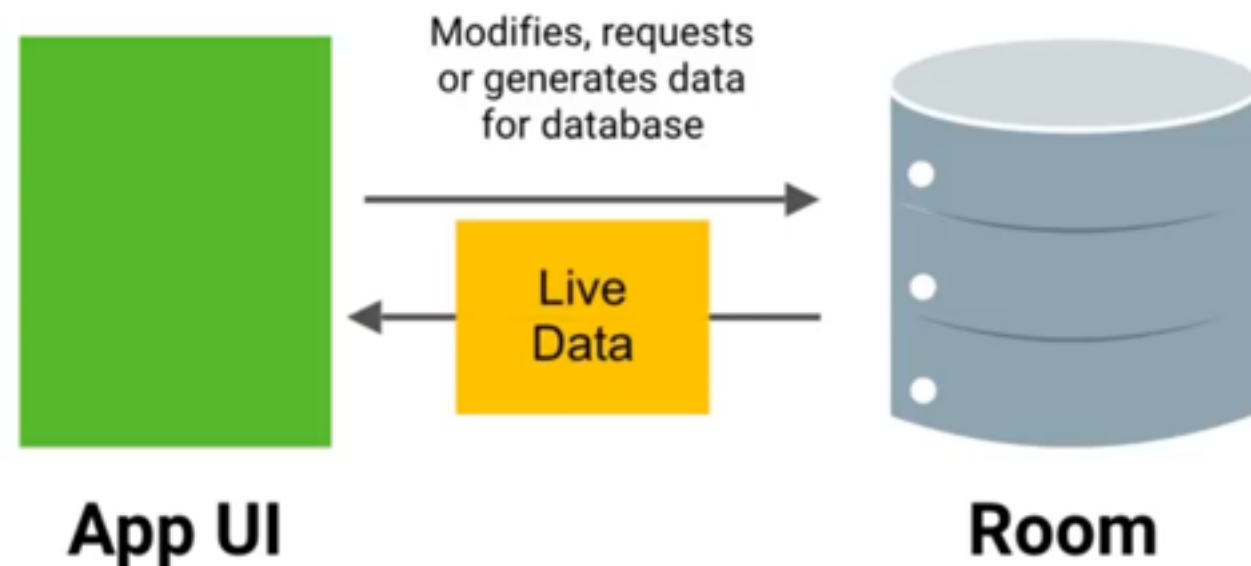 Modifies, requests
or generates data
for database
Live
Data
App UI
Room